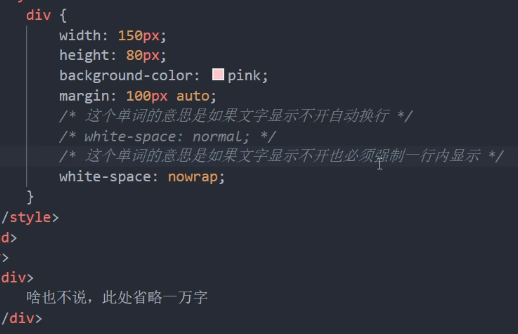 div {
width: 150px;
height: 80px;
background-color: pink;
margin: 100px auto;
/* 这个单词的意思是如果文字显示不开自动换行 */
/* white-space: normal; */
/* 这个单词的意思是如果文字显示不开也必须强制一行内显示 */
white-space: nowrap;
}
/style>
d>
>
div>
啥也不说，此处省略一万字
/div>